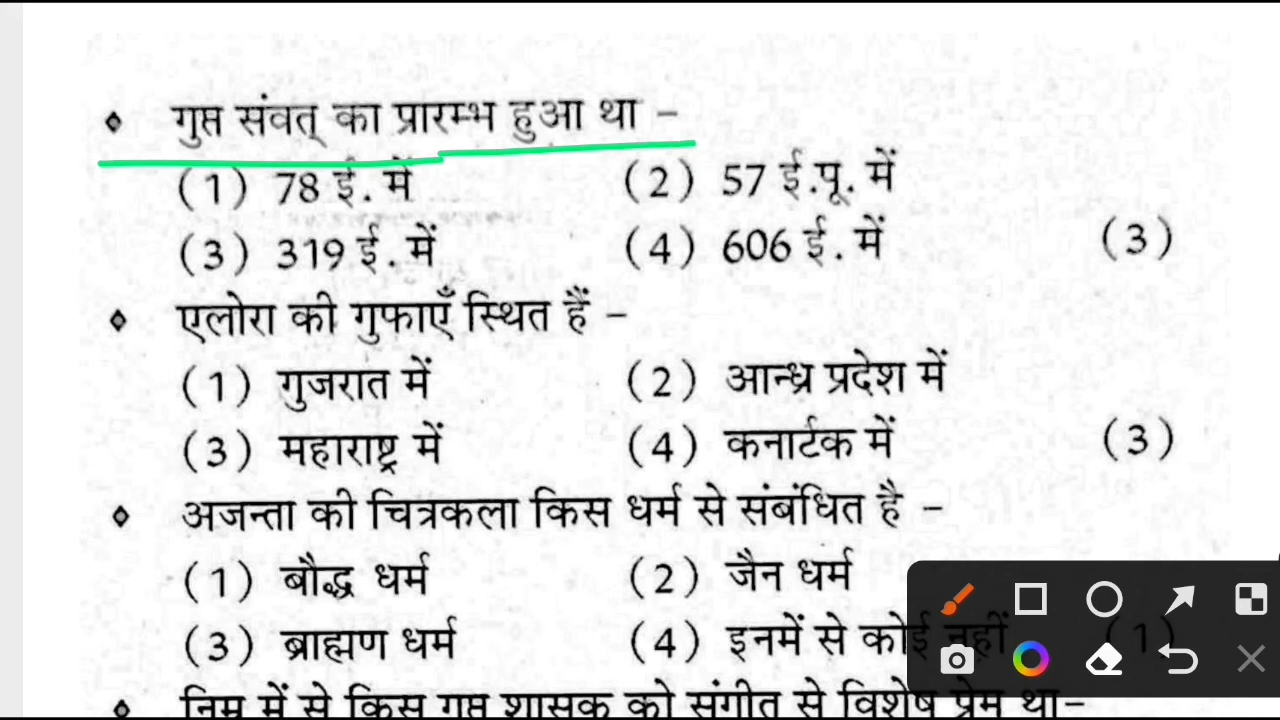 गुप्त संवत् का प्रारम्भ हुआ था -
(1) 78 ई. में (2) 57 ई.पू. में
(3) 319 ई. में (4) 606 ई. में (3)
एलोरा की गुफाएँ स्थित हैं -
(1) गुजरात में (2) आन्ध्र प्रदेश में
(3) महाराष्ट्र में (4) कनार्टक में (3)
अजन्ता की चित्रकला किस धर्म से संबंधित है -
(1) बौद्ध धर्म (2) जैन धर्म
(3) ब्राह्मण धर्म (4) इनमें से कोई नहीं (1)
निम्न में से किस गुप्त शासक को संगीत से विशेष प्रेम था-